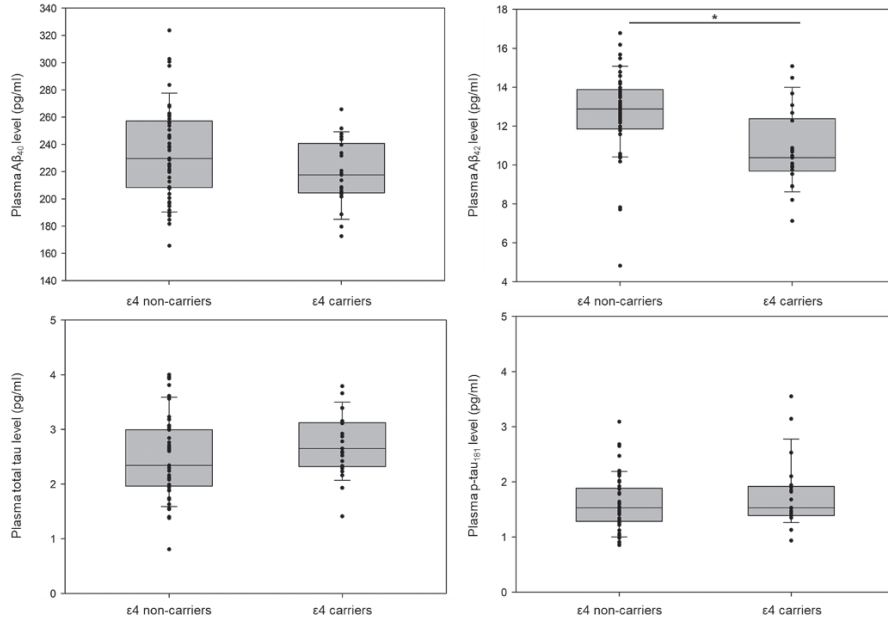 Plasma Aβ40 level (pg/ml)
340
320
300
280
260
240
220
200
180
160
140
ε4 non-carriers
ε4 carriers
Plasma Aβ42 level (pg/ml)
18
16
14
12
10
8
6
4
*
ε4 non-carriers
ε4 carriers
Plasma total tau level (pg/ml)
5
4
3
2
1
0
ε4 non-carriers
ε4 carriers
Plasma p-tau181 level (pg/ml)
5
4
3
2
1
0
ε4 non-carriers
ε4 carriers